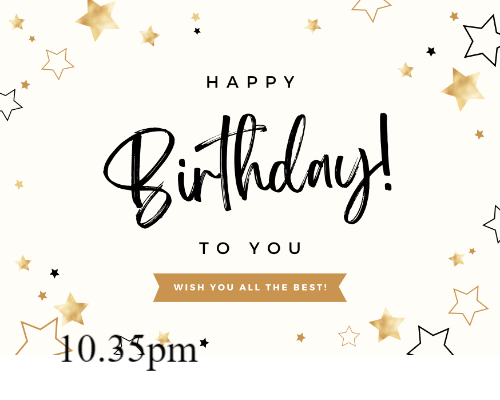 HAPPY
Birthday!
TO YOU
WISH YOU ALL THE BEST!
10.35pm